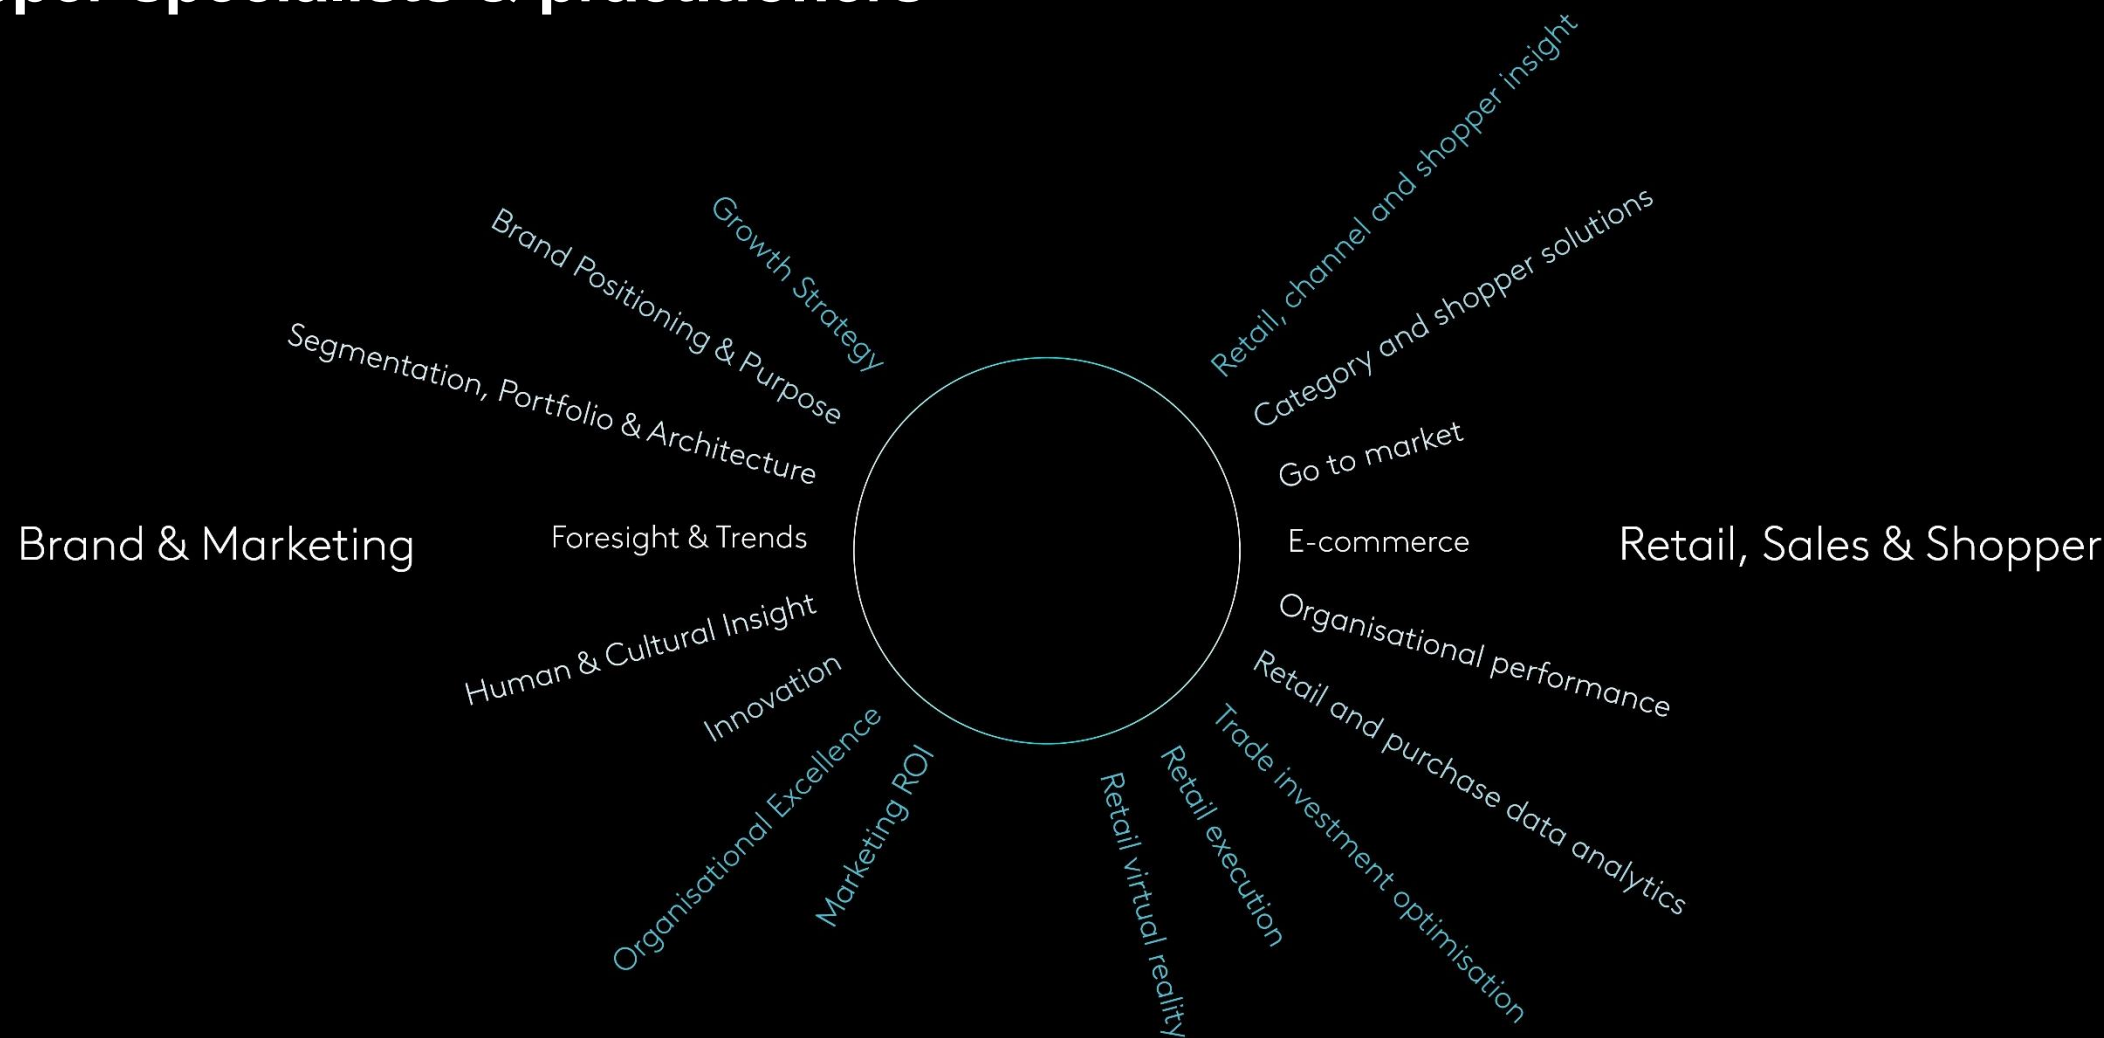 specialists & practitioners
Brand & Marketing
Growth Strategy
Brand Positioning & Purpose
Segmentation, Portfolio & Architecture
Foresight & Trends
Human & Cultural Insight
Innovation
Organisational Excellence
Marketing ROI
Retail, Sales & Shopper
Retail, channel and shopper insight
Category and shopper solutions
Go to market
E-commerce
Organisational performance
Retail and purchase data analytics
Trade investment optimisation
Retail execution
Retail virtual reality